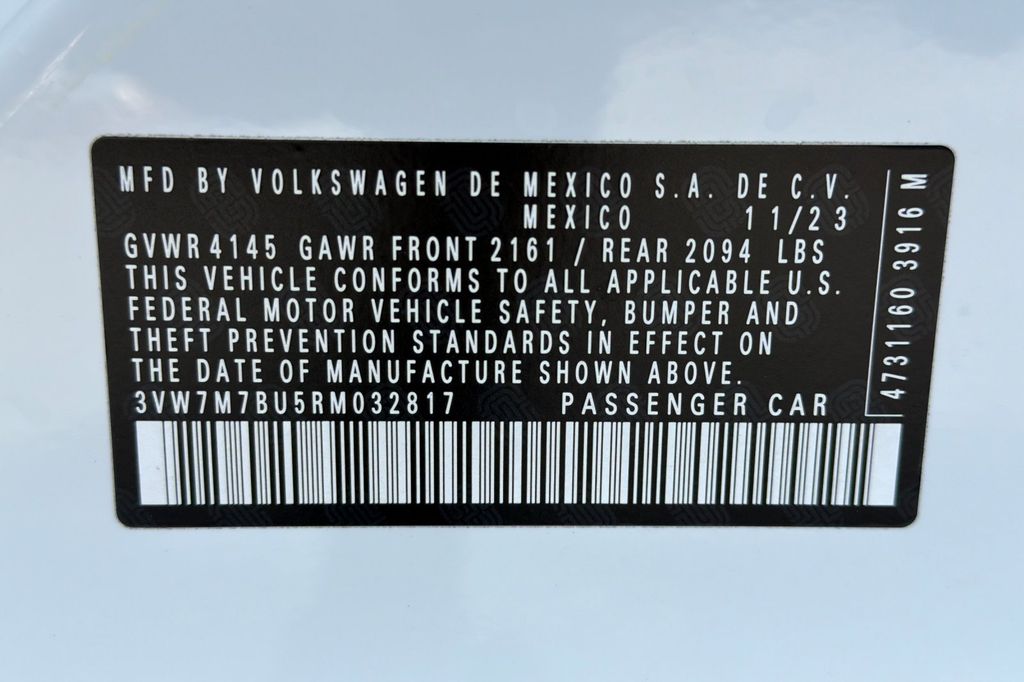 MFD BY VOLKSWAGEN DE MEXICO S.A. DE C.V.
MEXICO 11/23
GVWR 4145 GAWR FRONT 2161 / REAR 2094 LBS
THIS VEHICLE CONFORMS TO ALL APPLICABLE U.S.
FEDERAL MOTOR VEHICLE SAFETY, BUMPER AND
THEFT PREVENTION STANDARDS IN EFFECT ON
THE DATE OF MANUFACTURE SHOWN ABOVE.
3VW7M7BU5RM032817 PASSENGER CAR
4731160 3916 M